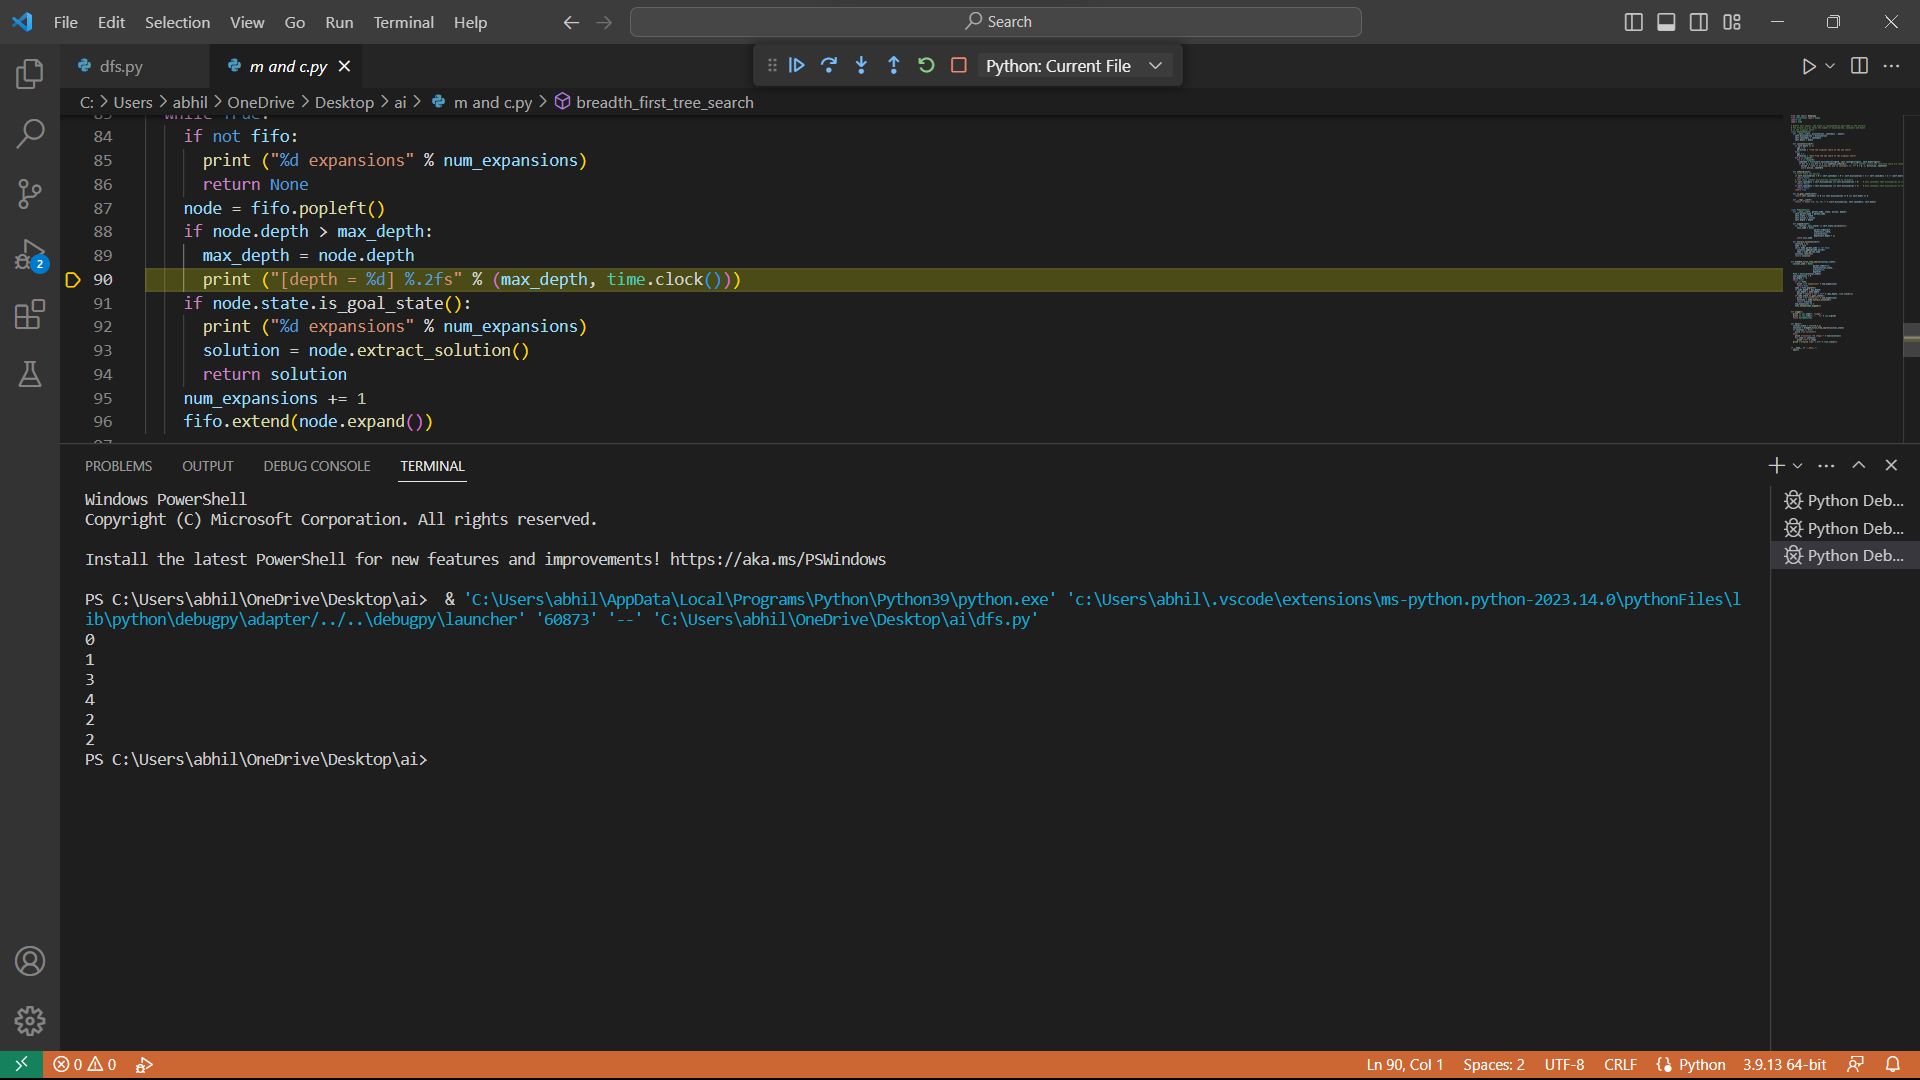 File Edit Selection View Go Run Terminal Help
Search
dfs.py
m and c.py
Python: Current File
C: > Users > abhil > OneDrive > Desktop > ai > m and c.py > breadth_first_tree_search
84 if not fifo:
85 print ("%d expansions" % num_expansions)
86 return None
87 node = fifo.popleft()
88 if node.depth > max_depth:
89 max_depth = node.depth
90 print ("[depth = %d] %.2fs" % (max_depth, time.clock()))
91 if node.state.is_goal_state():
92 print ("%d expansions" % num_expansions)
93 solution = node.extract_solution()
94 return solution
95 num_expansions += 1
96 fifo.extend(node.expand())
2
PROBLEMS OUTPUT DEBUG CONSOLE TERMINAL
Windows PowerShell
Copyright (C) Microsoft Corporation. All rights reserved.
Install the latest PowerShell for new features and improvements! https://aka.ms/PSWindows
PS C:\Users\abhil\OneDrive\Desktop\ai> & 'C:\Users\abhil\AppData\Local\Programs\Python\Python39\python.exe' 'c:\Users\abhil\.vscode\extensions\ms-python.python-2023.14.0\pythonFiles\l
ib\python\debugpy\adapter/../..\debugpy\launcher' '60873' '--' 'C:\Users\abhil\OneDrive\Desktop\ai\dfs.py'
0
1
3
4
2
2
PS C:\Users\abhil\OneDrive\Desktop\ai>
Python Deb...
Python Deb...
Python Deb...
0 0
Ln 90, Col 1 Spaces: 2 UTF-8 CRLF Python 3.9.13 64-bit